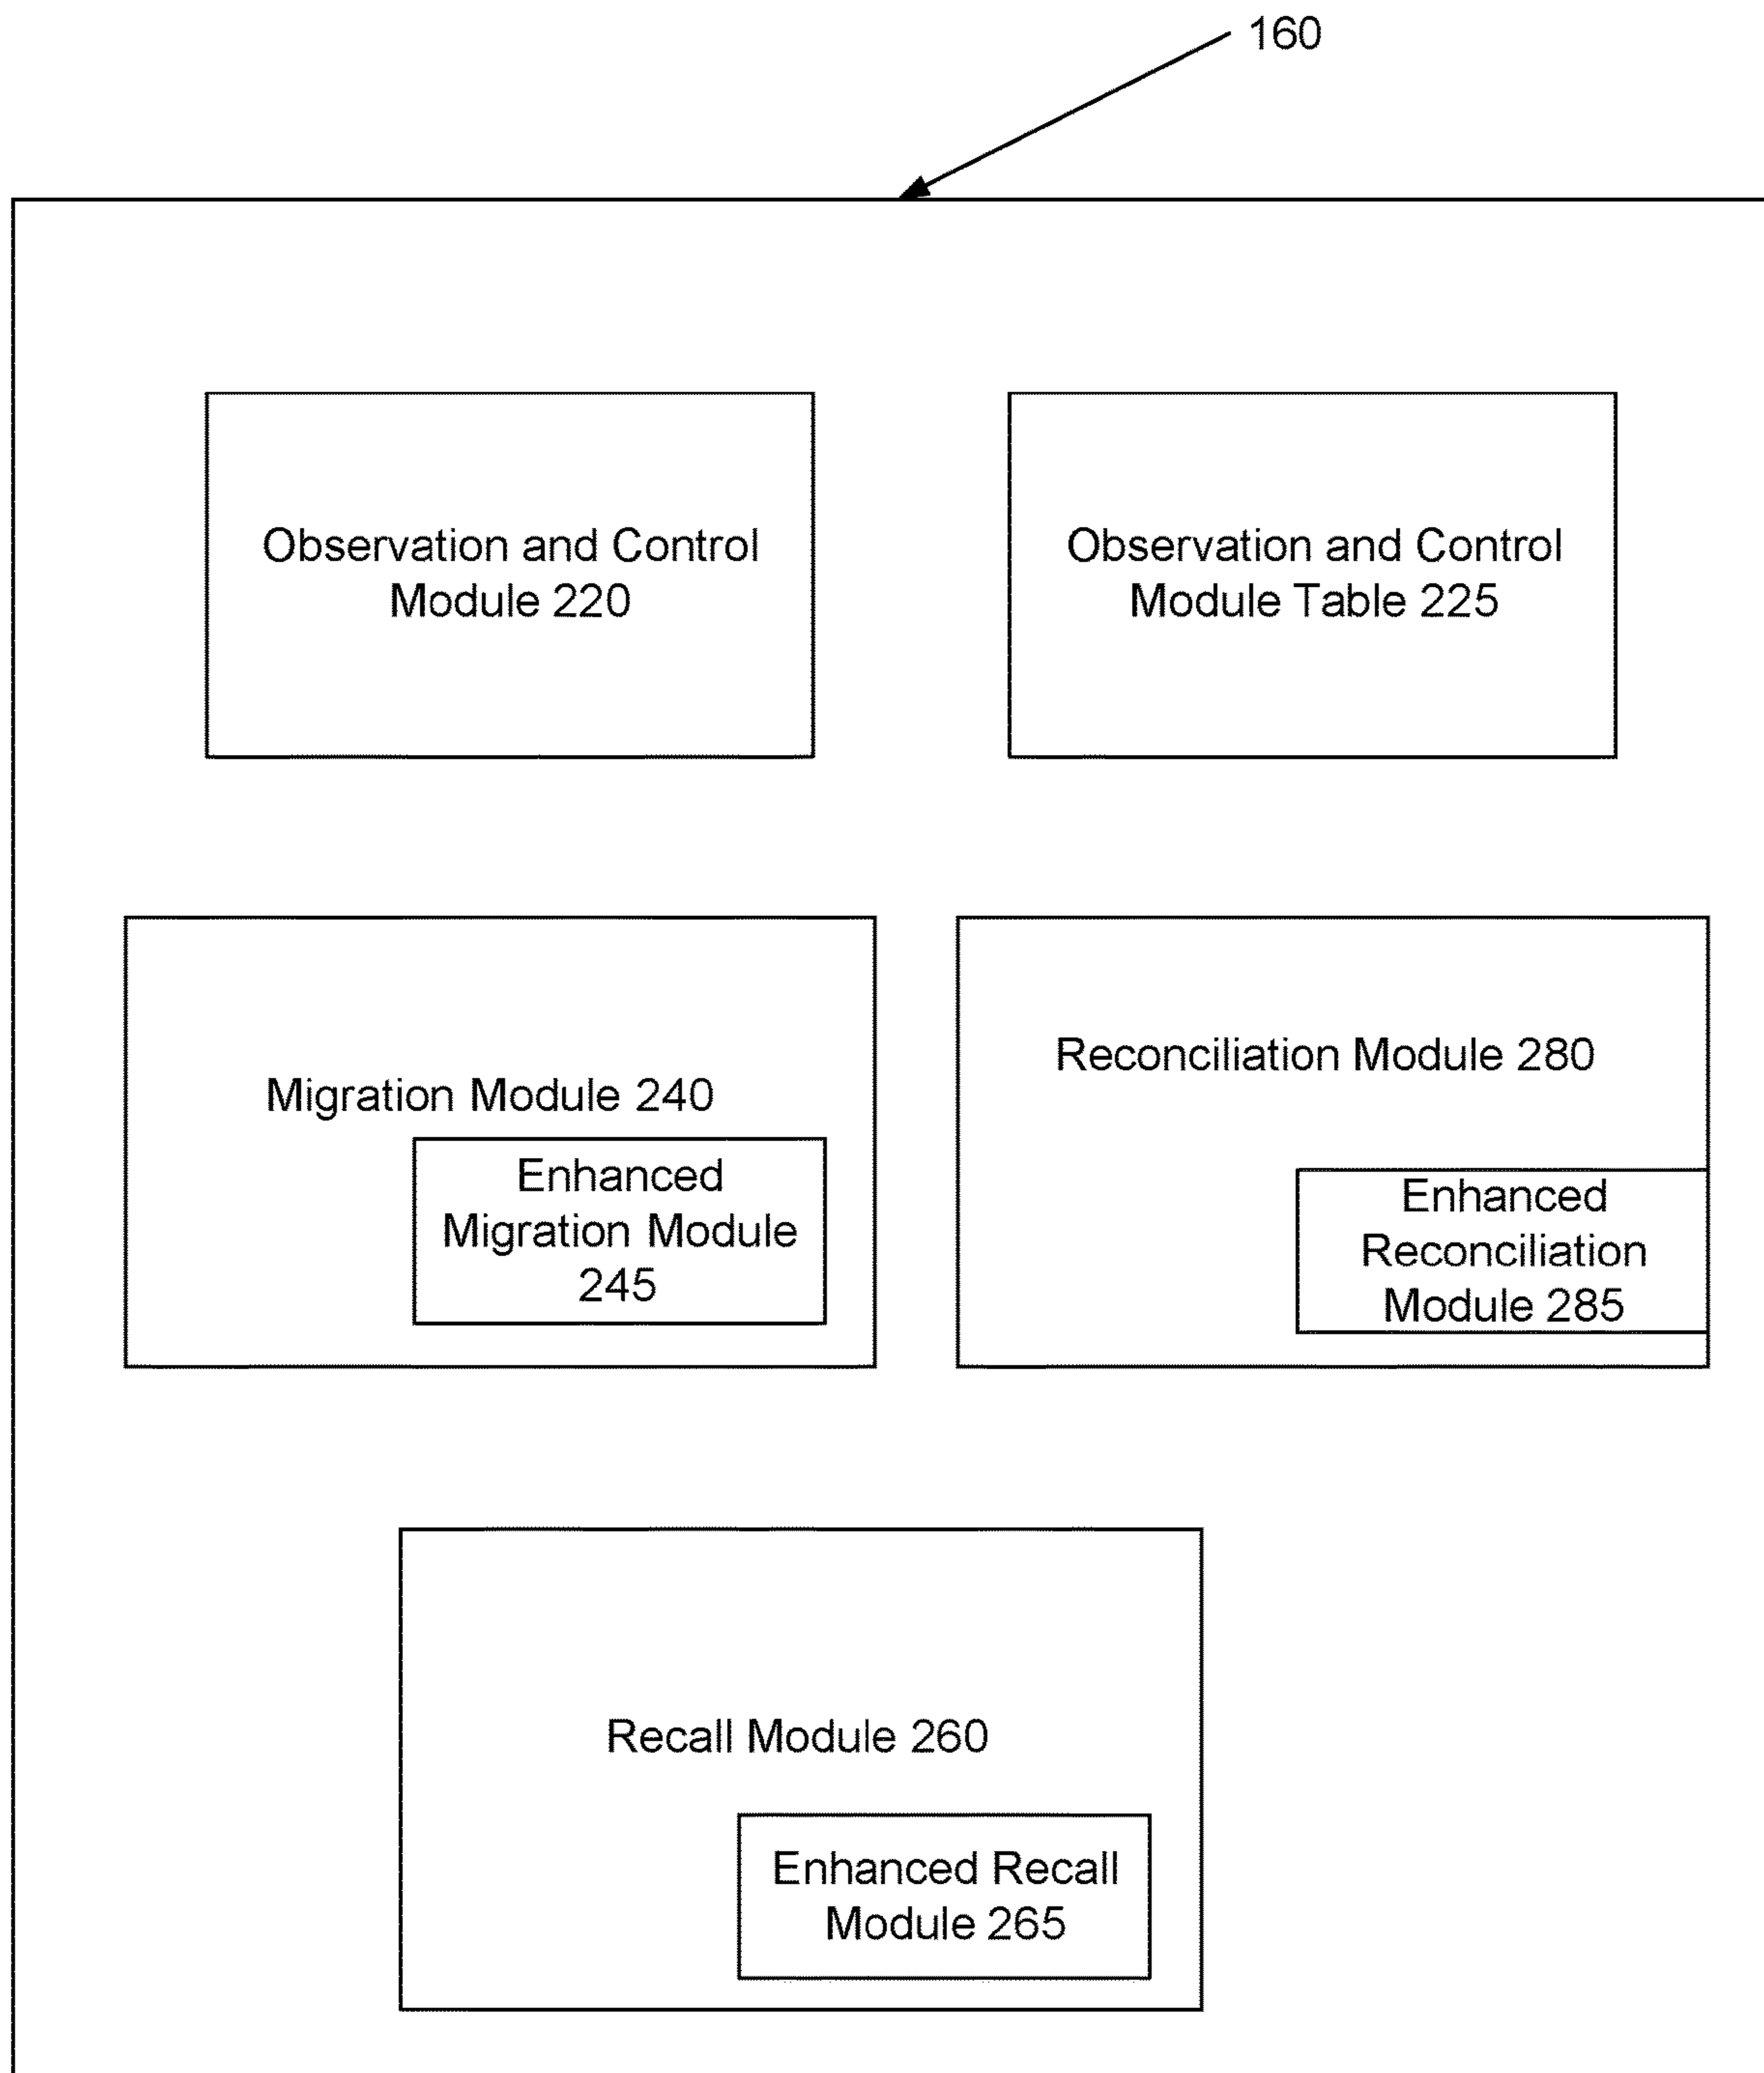 160
Observation and Control
Module 220
Observation and Control
Module Table 225
Migration Module 240
Enhanced
Migration Module
245
Reconciliation Module 280
Enhanced
Reconciliation
Module 285
Recall Module 260
Enhanced Recall
Module 265